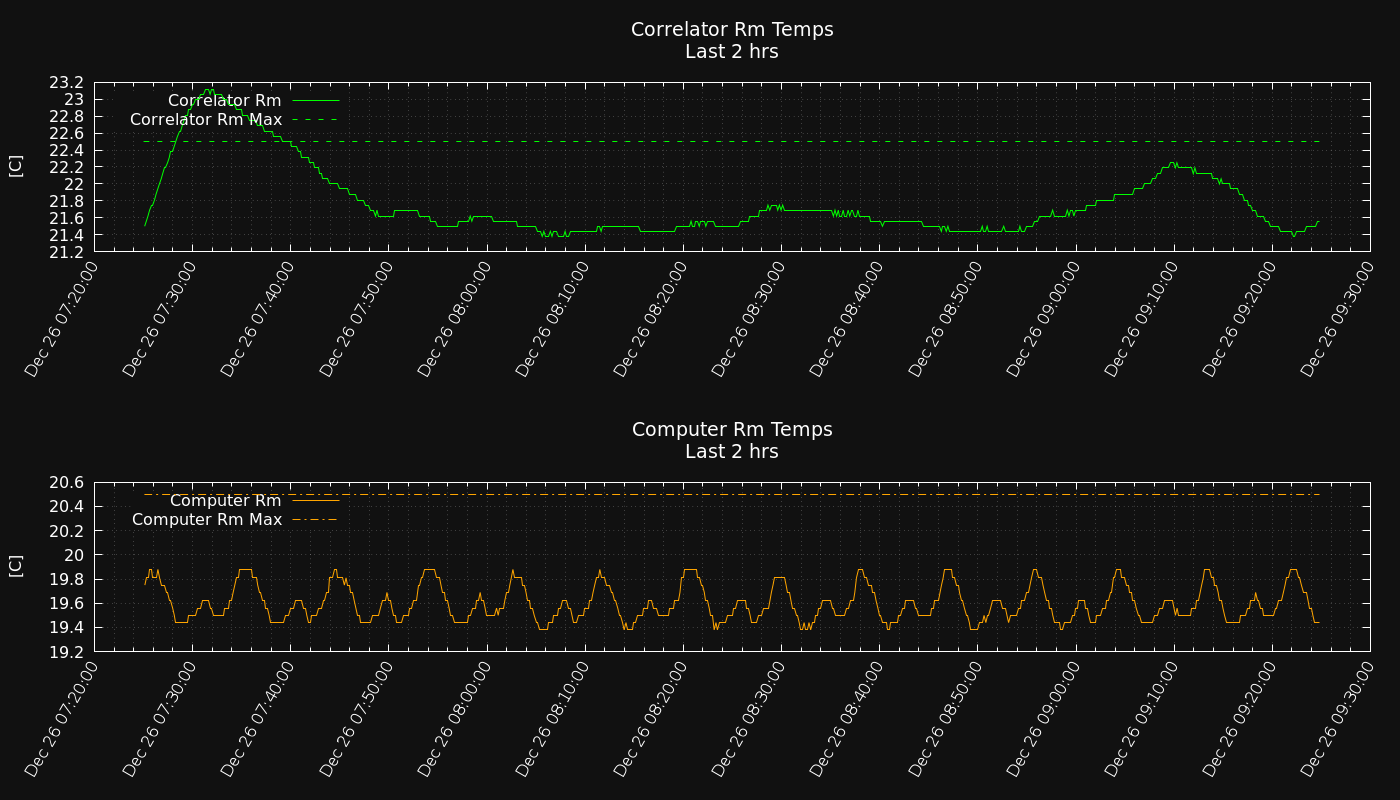 Correlator Rm Temps
Last 2 hrs
[C]
23.2
23
22.8
22.6
22.4
22.2
22
21.8
21.6
21.4
21.2
Correlator Rm
Correlator Rm Max
Dec 26 07:20:00
Dec 26 07:30:00
Dec 26 07:40:00
Dec 26 07:50:00
Dec 26 08:00:00
Dec 26 08:10:00
Dec 26 08:20:00
Dec 26 08:30:00
Dec 26 08:40:00
Dec 26 08:50:00
Dec 26 09:00:00
Dec 26 09:10:00
Dec 26 09:20:00
Dec 26 09:30:00
Computer Rm Temps
Last 2 hrs
[C]
20.6
20.4
20.2
20
19.8
19.6
19.4
19.2
Computer Rm
Computer Rm Max
Dec 26 07:20:00
Dec 26 07:30:00
Dec 26 07:40:00
Dec 26 07:50:00
Dec 26 08:00:00
Dec 26 08:10:00
Dec 26 08:20:00
Dec 26 08:30:00
Dec 26 08:40:00
Dec 26 08:50:00
Dec 26 09:00:00
Dec 26 09:10:00
Dec 26 09:20:00
Dec 26 09:30:00